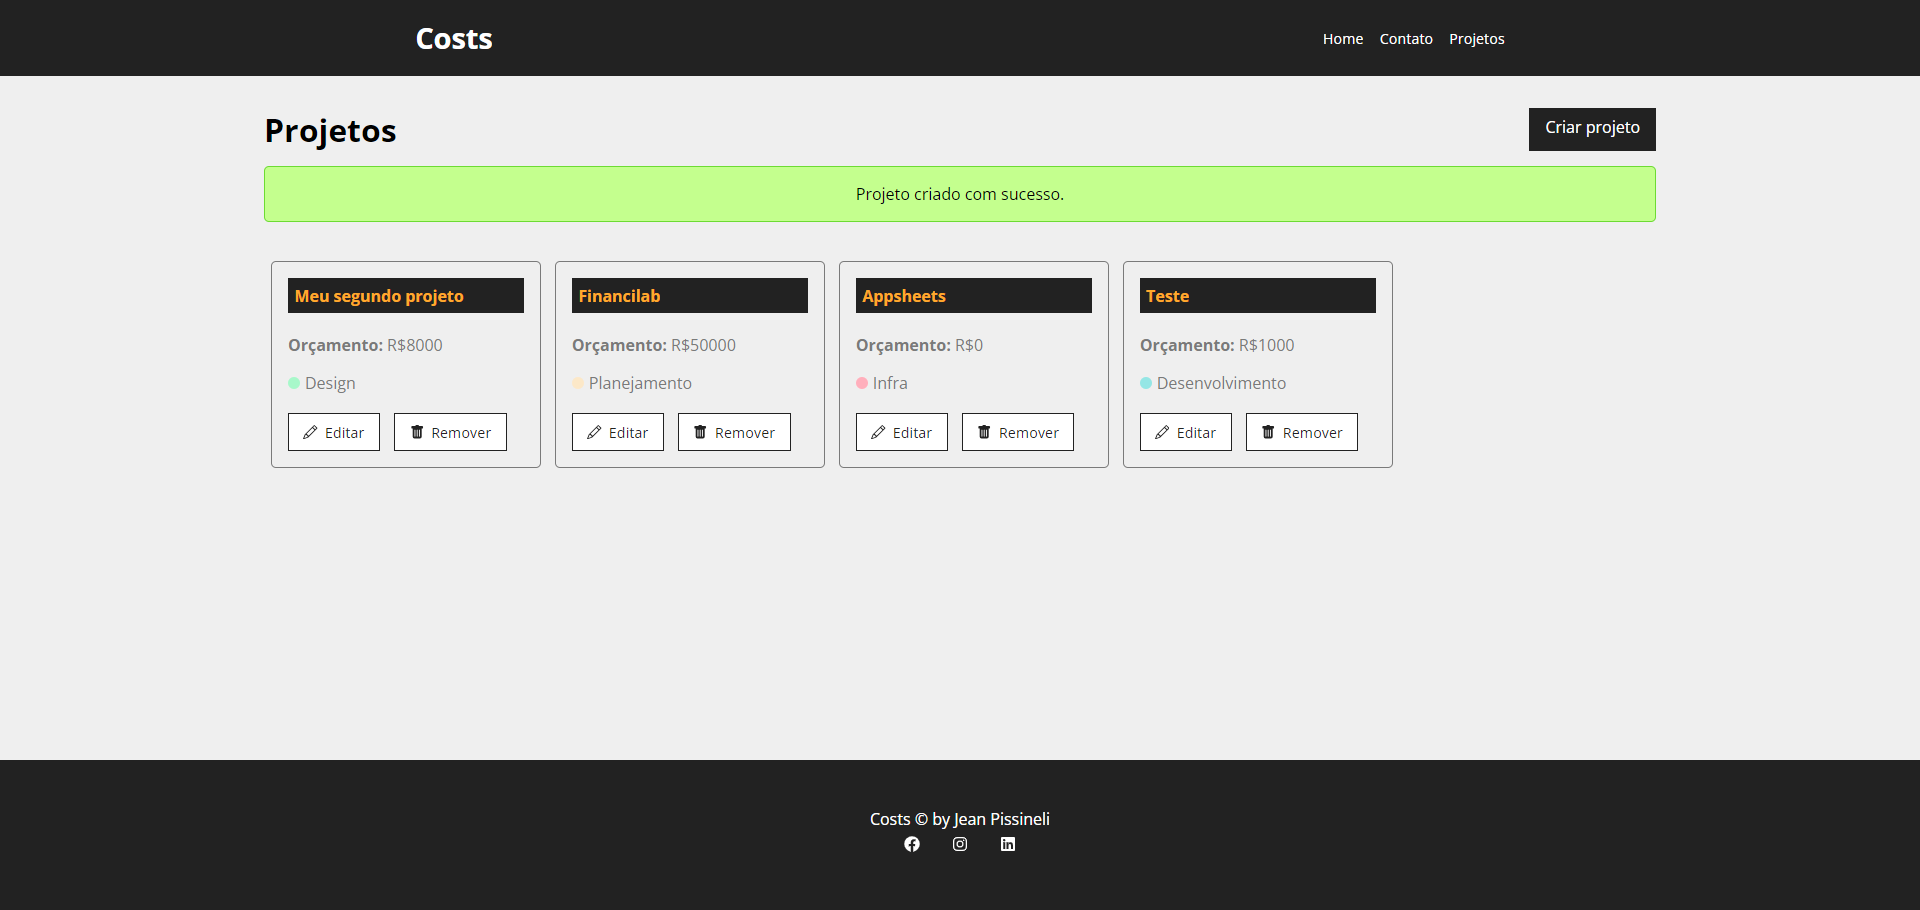 Costs
Home Contato Projetos
Projetos
Criar projeto
Projeto criado com sucesso.
Meu segundo projeto
Orçamento: R$8000
Design
Editar Remover
Financilab
Orçamento: R$50000
Planejamento
Editar Remover
Appsheets
Orçamento: R$0
Infra
Editar Remover
Teste
Orçamento: R$1000
Desenvolvimento
Editar Remover
Costs © by Jean Pissineli